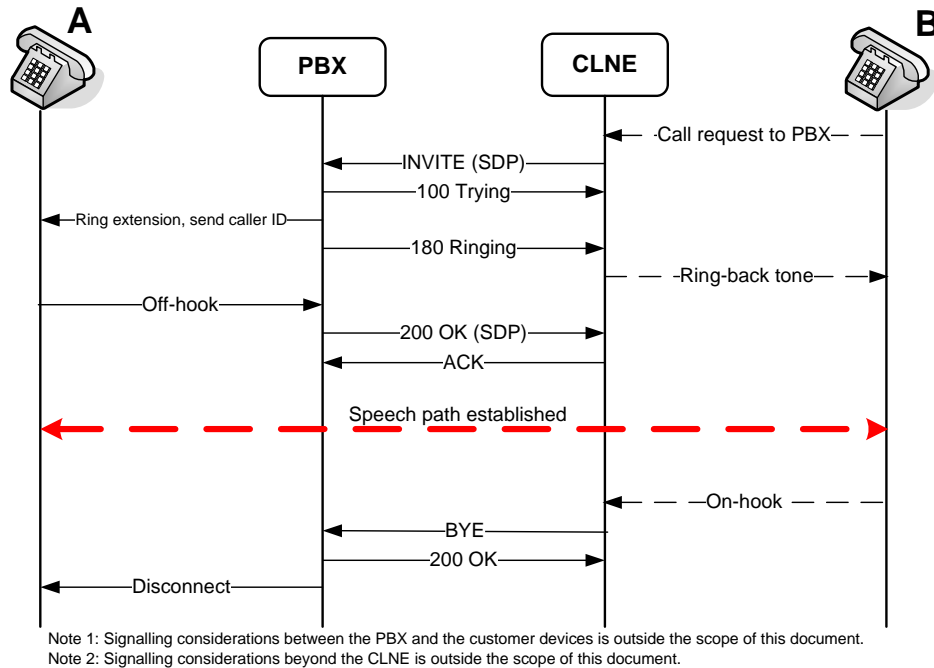 A
B
PBX
CLNE
Call request to PBX
INVITE (SDP)
100 Trying
Ring extension, send caller ID
180 Ringing
Ring-back tone
Off-hook
200 OK (SDP)
ACK
Speech path established
On-hook
BYE
200 OK
Disconnect
Note 1: Signalling considerations between the PBX and the customer devices is outside the scope of this document.
Note 2: Signalling considerations beyond the CLNE is outside the scope of this document.